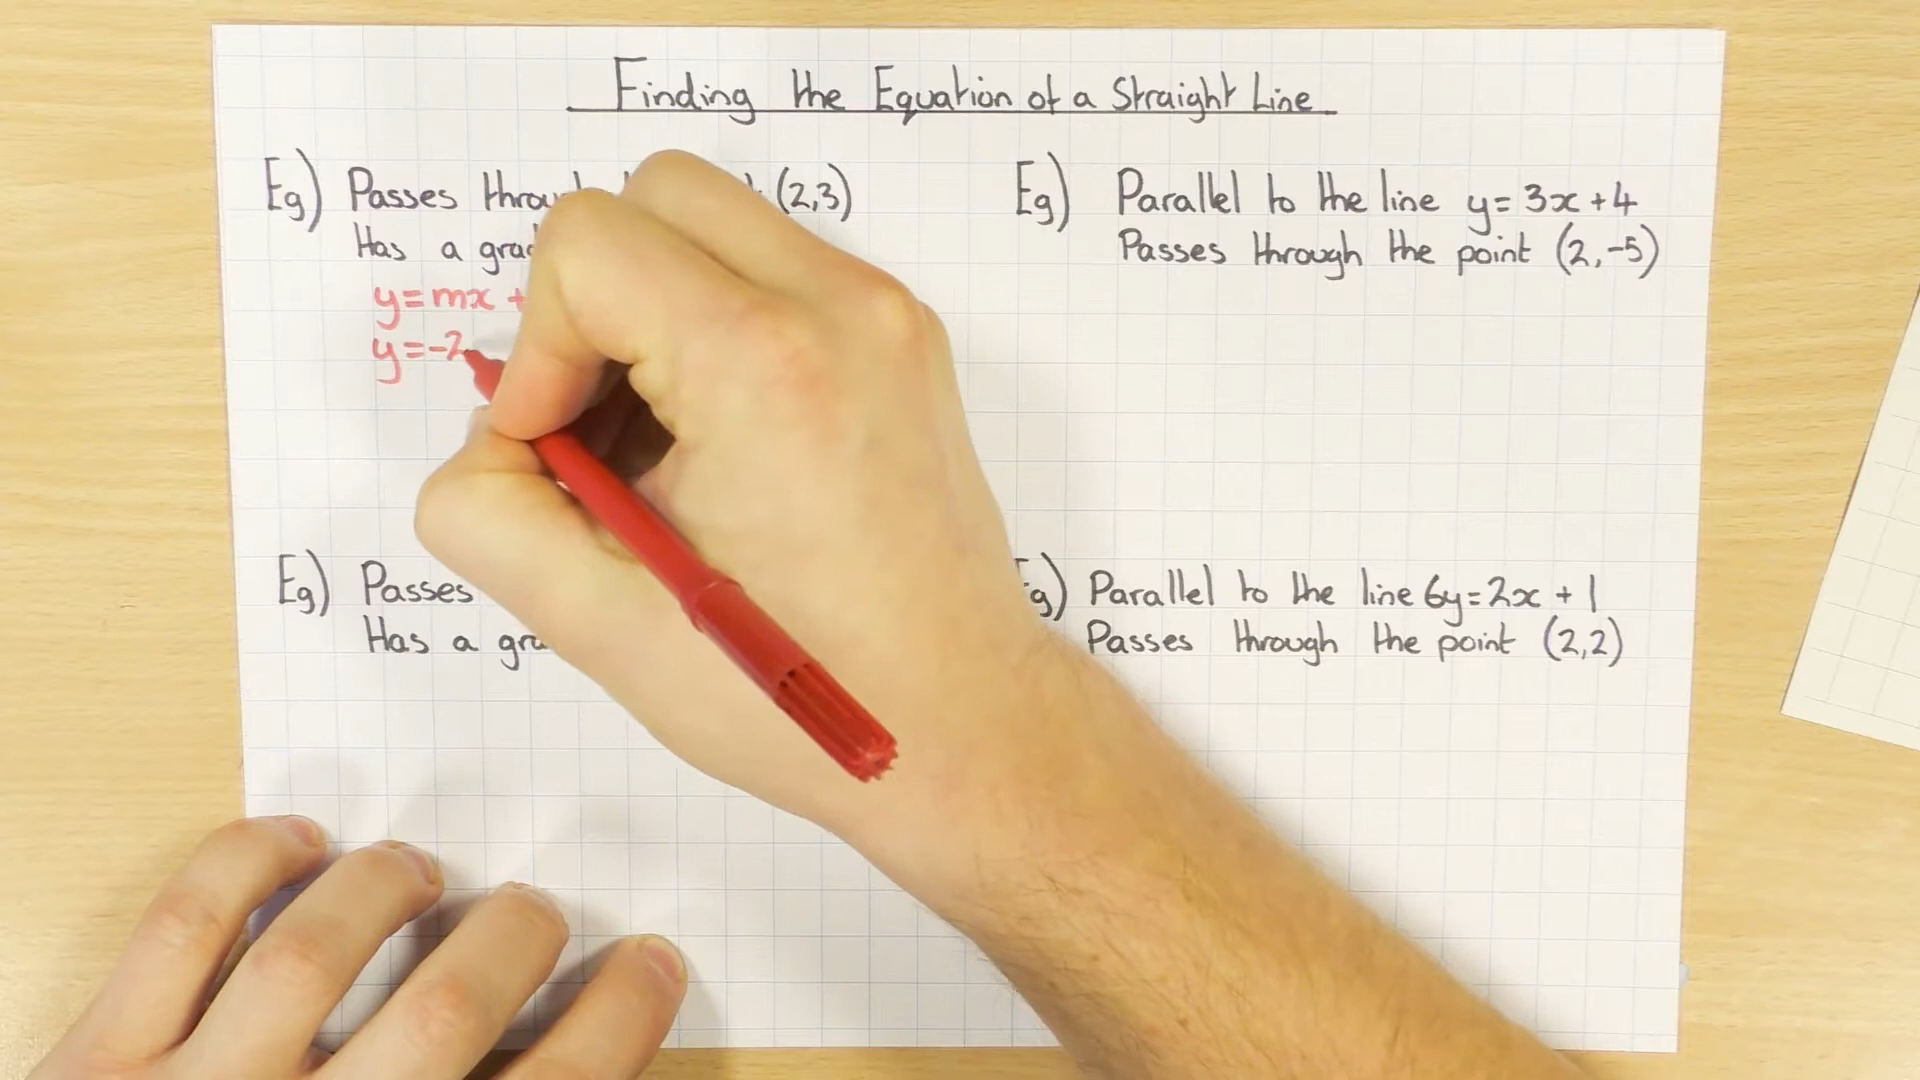 Finding the Equation of a Straight Line
Eg) Passes (2,3)
Has a
y=mx +
y=-2
Eg) Parallel to the line y= 3x +4
Passes through the point (2,-5)
Eg) Passes
Has a
Parallel to the line 6y=2x + 1
Passes through the point (2,2)